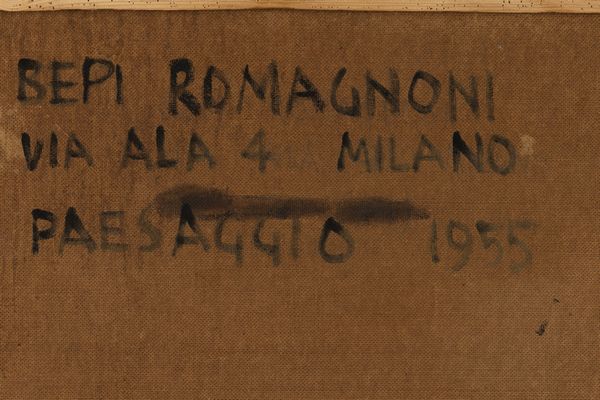 BEPI ROMAGNONI
VIA ALA 4 MILANO
PAESAGGIO 1955